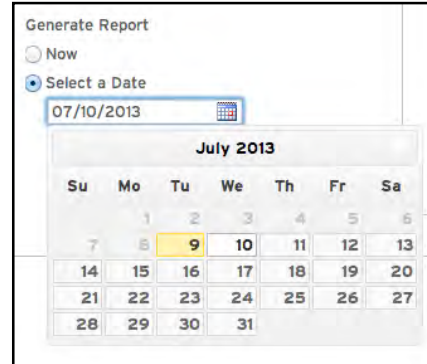 Generate Report
Now
Select a Date
07/10/2013
July 2013
Su Mo Tu We Th Fr Sa
1 2 3 4 5 6
7 8 9 10 11 12 13
14 15 16 17 18 19 20
21 22 23 24 25 26 27
28 29 30 31